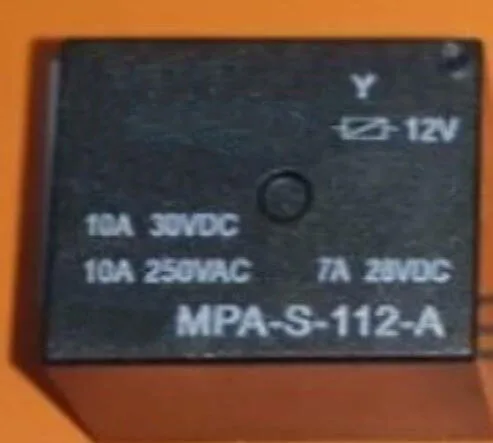 Y
12V
10A 30VDC
10A 250VAC 7A 28VDC
MPA-S-112-A